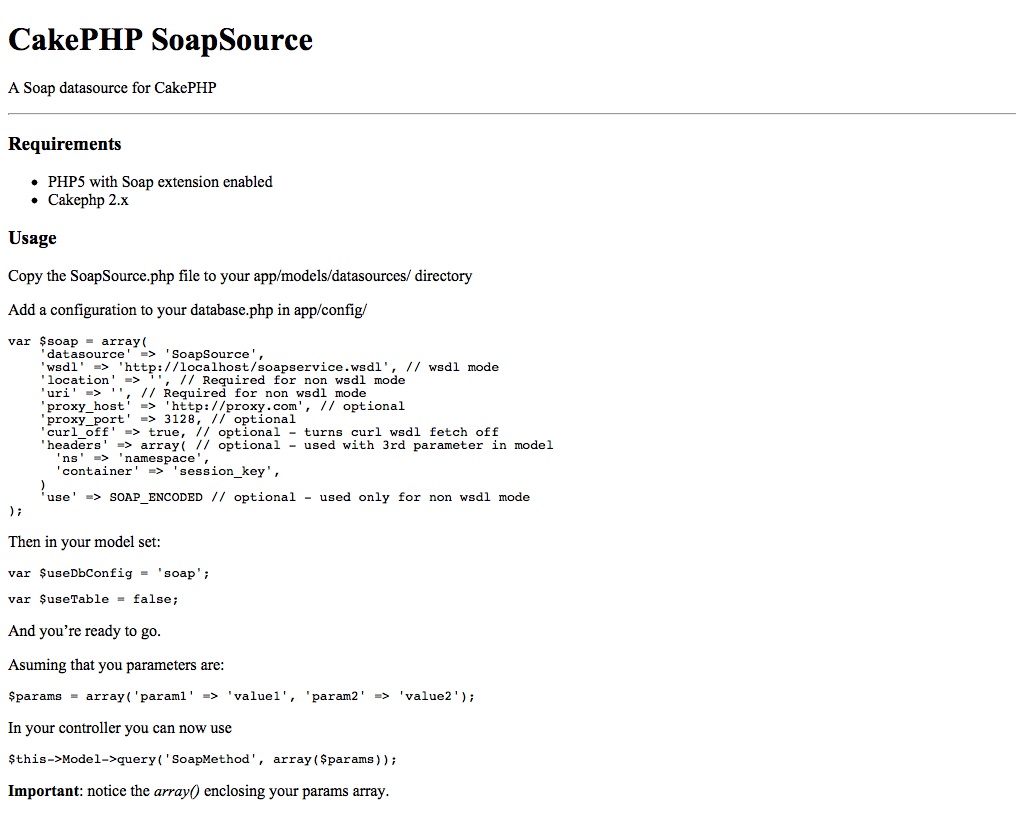 CakePHP SoapSource
A Soap datasource for CakePHP
Requirements
• PHP5 with Soap extension enabled
• Cakephp 2.x
Usage
Copy the SoapSource.php file to your app/models/datasources/ directory
Add a configuration to your database.php in app/config/
var $soap = array(
    'datasource' => 'SoapSource',
    'wsdl' => 'http://localhost/soapservice.wsdl', // wsdl mode
    'location' => '', // Required for non wsdl mode
    'uri' => '', // Required for non wsdl mode
    'proxy_host' => 'http://proxy.com', // optional
    'proxy_port' => 3128, // optional
    'curl_off' => true, // optional - turns curl wsdl fetch off
    'headers' => array( // optional - used with 3rd parameter in model
      'ns' => 'namespace',
      'container' => 'session_key',
    )
    'use' => SOAP_ENCODED // optional - used only for non wsdl mode
);
Then in your model set:
var $useDbConfig = 'soap';
var $useTable = false;
And you’re ready to go.
Asuming that you parameters are:
$params = array('param1' => 'value1', 'param2' => 'value2');
In your controller you can now use
$this->Model->query('SoapMethod', array($params));
Important: notice the array() enclosing your params array.